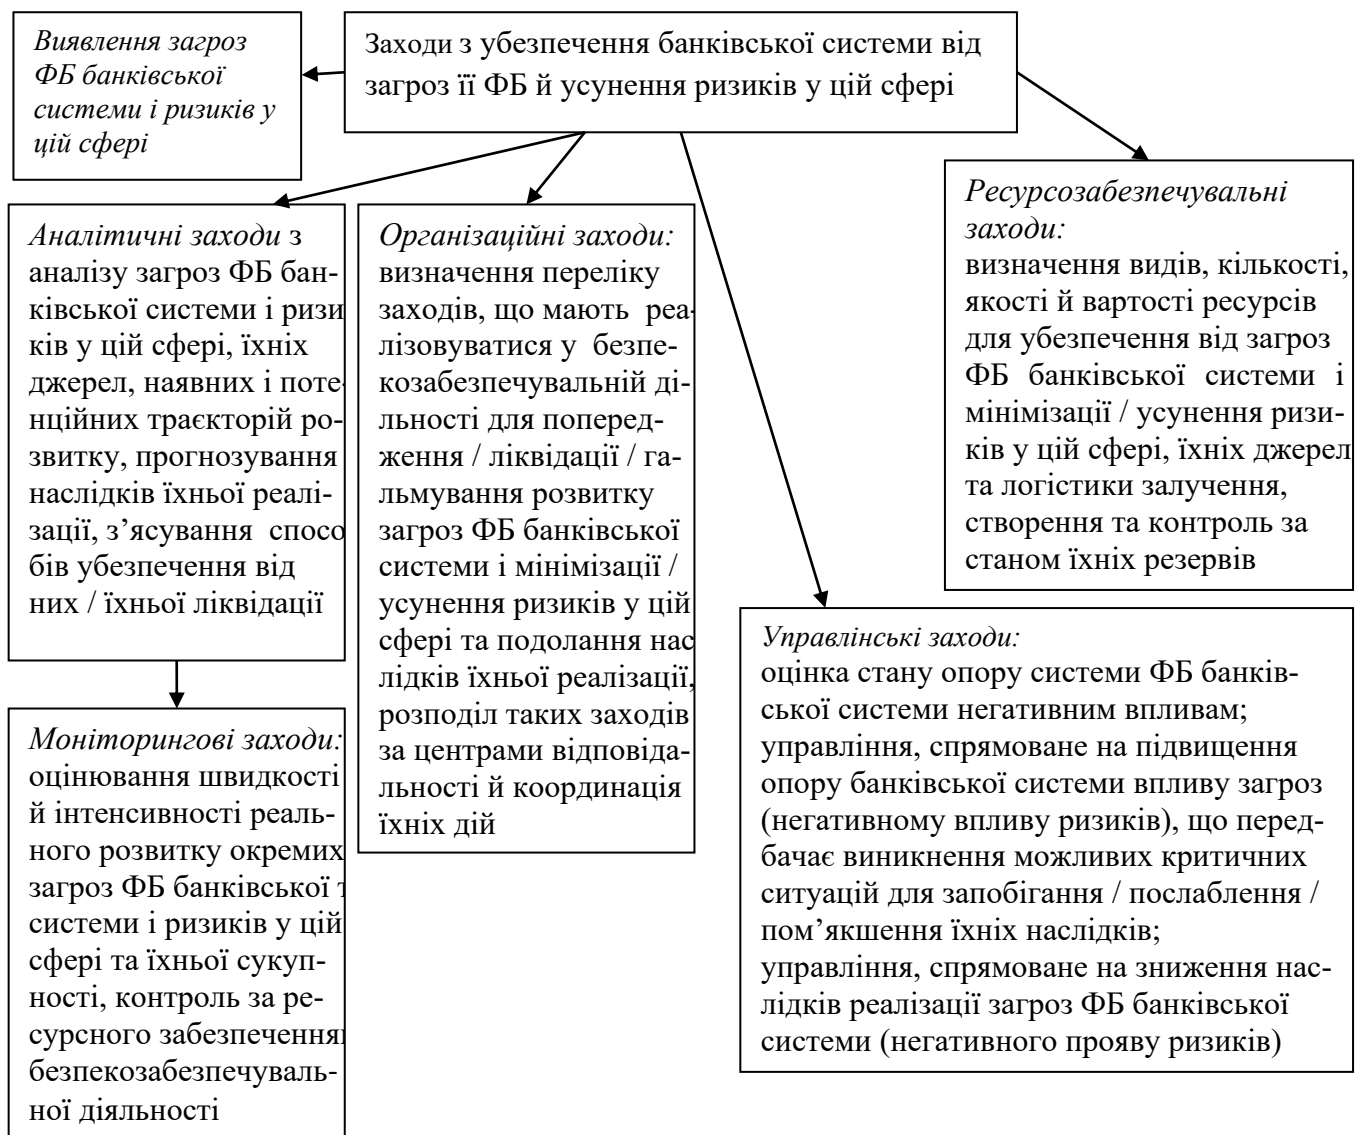 Виявлення загроз
ФБ банківської
системи і ризиків у
цій сфері
Заходи з убезпечення банківської системи від
загроз її ФБ й усунення ризиків у цій сфері
Аналітичні заходи з
аналізу загроз ФБ бан-
ківської системи і ризи
ків у цій сфері, їхніх
джерел, наявних і поте-
нційних траєкторій ро-
звитку, прогнозування
наслідків їхньої реалі-
зації, з’ясування спосо
бів убезпечення від
них / їхньої ліквідації
Організаційні заходи:
визначення переліку
заходів, що мають реа-
лізовуватися у безпе-
козабезпечувальній ді-
льності для поперед-
ження / ліквідації / га-
льмування розвитку
загроз ФБ банківської
системи і мінімізації /
усунення ризиків у цій
сфері та подолання нас
лідків їхньої реалізації,
розподіл таких заходів
за центрами відповіда-
льності й координація
їхніх дій
Ресурсозабезпечувальні
заходи:
визначення видів, кількості,
якості й вартості ресурсів
для убезпечення від загроз
ФБ банківської системи і
мінімізації / усунення ризи-
ків у цій сфері, їхніх джерел
та логістики залучення,
створення та контроль за
станом їхніх резервів
Моніторингові заходи:
оцінювання швидкості
й інтенсивності реаль-
ного розвитку окремих
загроз ФБ банківської
системи і ризиків у цій
сфері та їхньої сукуп-
ності, контроль за ре-
сурсного забезпечення
безпекозабезпечуваль-
ної діяльності
Управлінські заходи:
оцінка стану опору системи ФБ банків-
ської системи негативним впливам;
управління, спрямоване на підвищення
опору банківської системи впливу загроз
(негативному впливу ризиків), що перед-
бачає виникнення можливих критичних
ситуацій для запобігання / послаблення /
пом’якшення їхніх наслідків;
управління, спрямоване на зниження нас-
лідків реалізації загроз ФБ банківської
системи (негативного прояву ризиків)